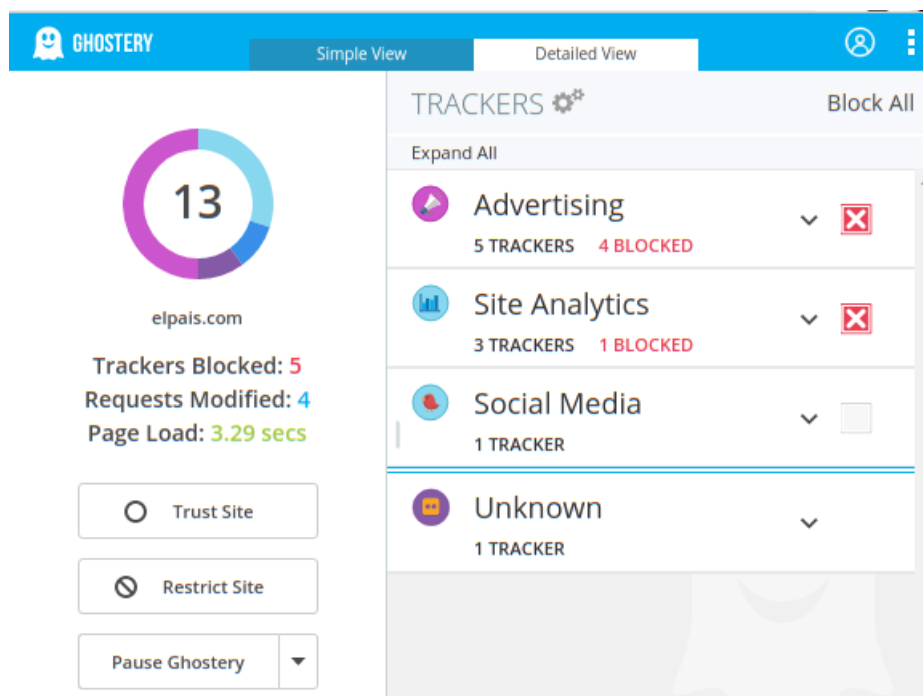 GHOSTERY
Simple View
Detailed View
13
elpais.com
Trackers Blocked: 5
Requests Modified: 4
Page Load: 3.29 secs
Trust Site
Restrict Site
Pause Ghostery
TRACKERS
Block All
Expand All
Advertising
5 TRACKERS 4 BLOCKED
Site Analytics
3 TRACKERS 1 BLOCKED
Social Media
1 TRACKER
Unknown
1 TRACKER